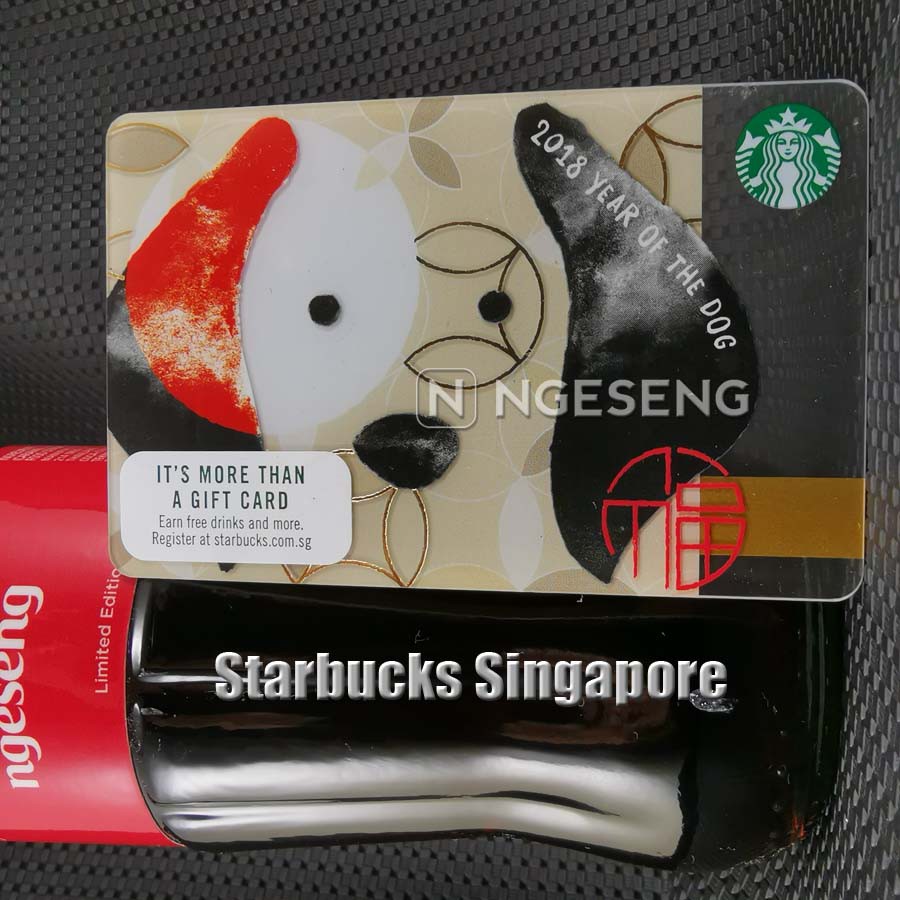 2018 YEAR OF THE DOG
N NGESENG
福
IT'S MORE THAN
A GIFT CARD
Earn free drinks and more.
Register at starbucks.com.sg
ngeseng
Limited Editio
Starbucks Singapore